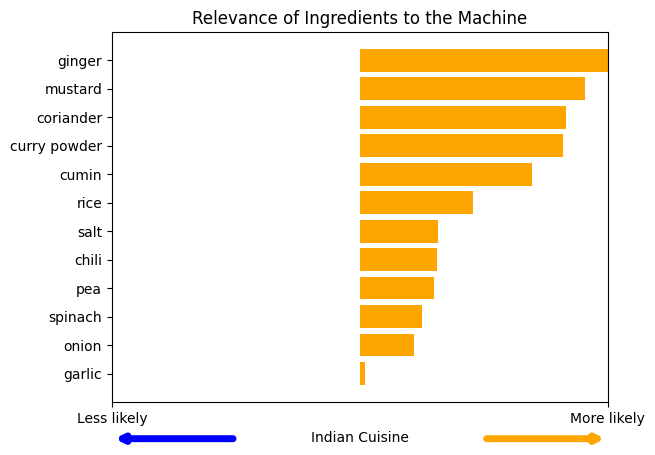 Relevance of Ingredients to the Machine
ginger
mustard
coriander
curry powder
cumin
rice
salt
chili
pea
spinach
onion
garlic
Less likely
More likely
Indian Cuisine